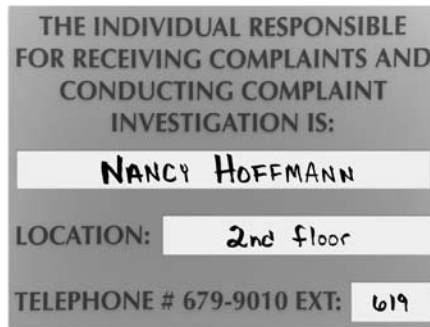 THE INDIVIDUAL RESPONSIBLE
FOR RECEIVING COMPLAINTS AND
CONDUCTING COMPLAINT
INVESTIGATION IS:
NANCY HOFFMANN
LOCATION: 2nd floor
TELEPHONE # 679-9010 EXT: 619